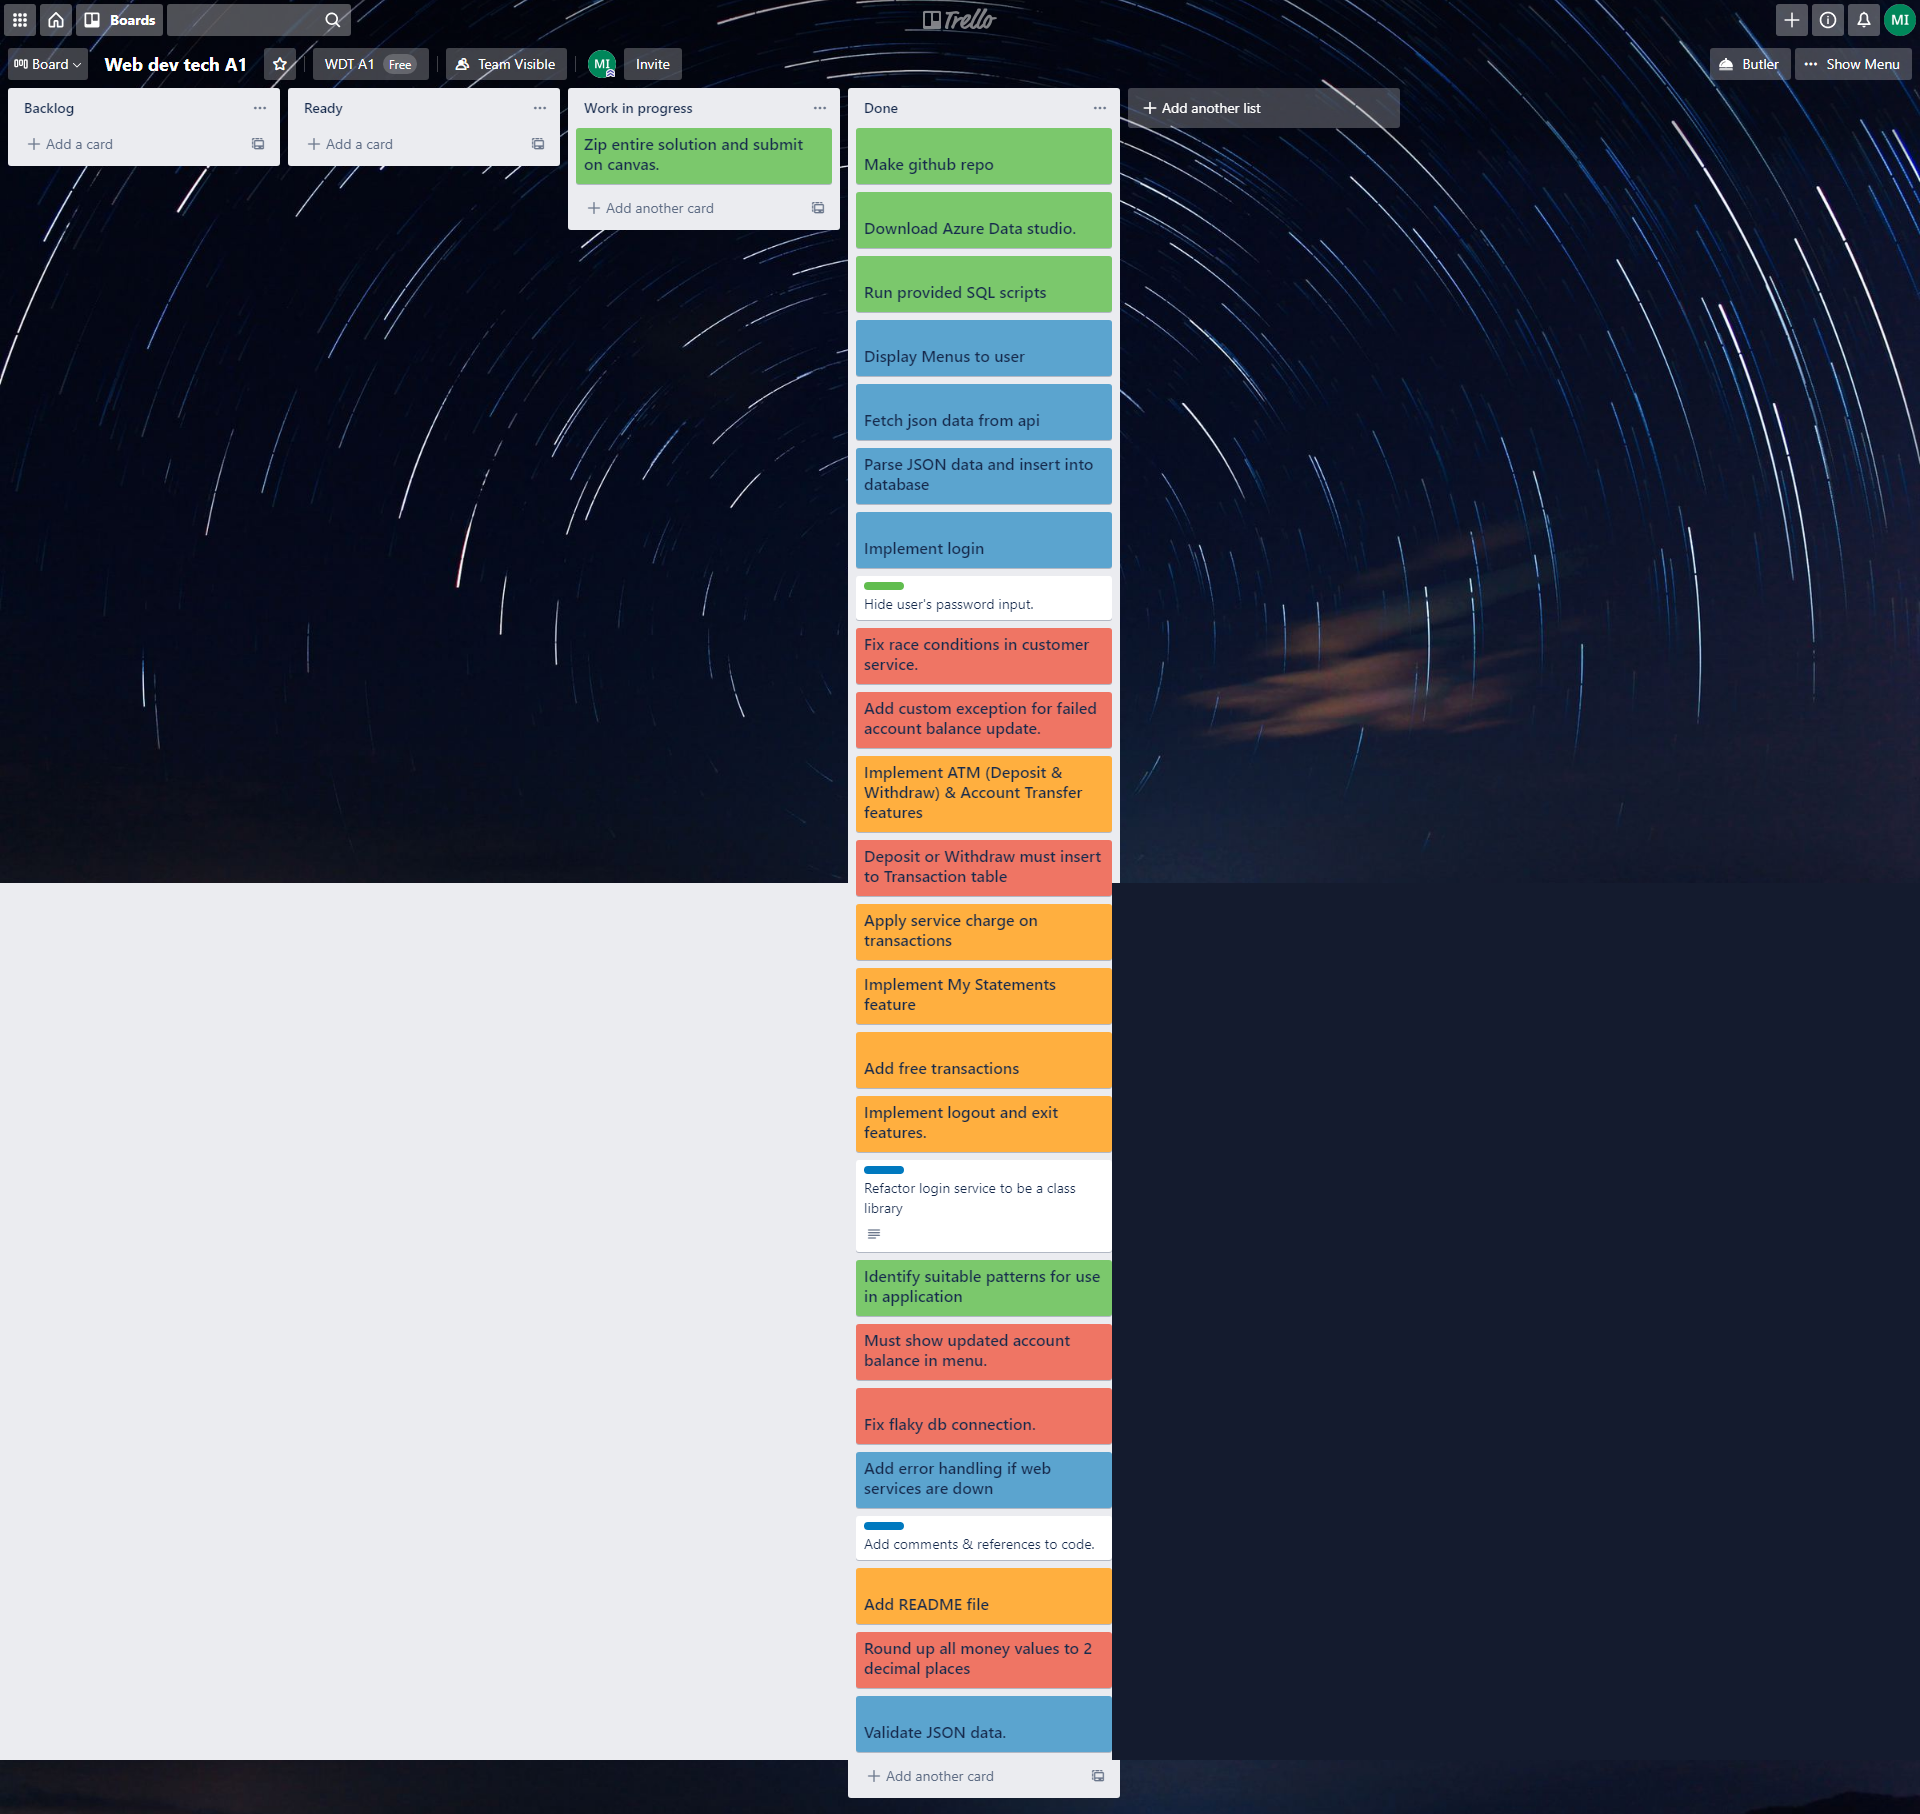 Boards
Trello
MI
Board
Web dev tech A1
WDT A1 Free
Team Visible
MI
Invite
Butler
Show Menu
Backlog
Add a card
Ready
Add a card
Work in progress
Zip entire solution and submit
on canvas.
Add another card
Done
Make github repo
Download Azure Data studio.
Run provided SQL scripts
Display Menus to user
Fetch json data from api
Parse JSON data and insert into
database
Implement login
Hide user's password input.
Fix race conditions in customer
service.
Add custom exception for failed
account balance update.
Implement ATM (Deposit &
Withdraw) & Account Transfer
features
Deposit or Withdraw must insert
to Transaction table
Apply service charge on
transactions
Implement My Statements
feature
Add free transactions
Implement logout and exit
features.
Refactor login service to be a class
library
Identify suitable patterns for use
in application
Must show updated account
balance in menu.
Fix flaky db connection.
Add error handling if web
services are down
Add comments & references to code.
Add README file
Round up all money values to 2
decimal places
Validate JSON data.
Add another card
Add another list